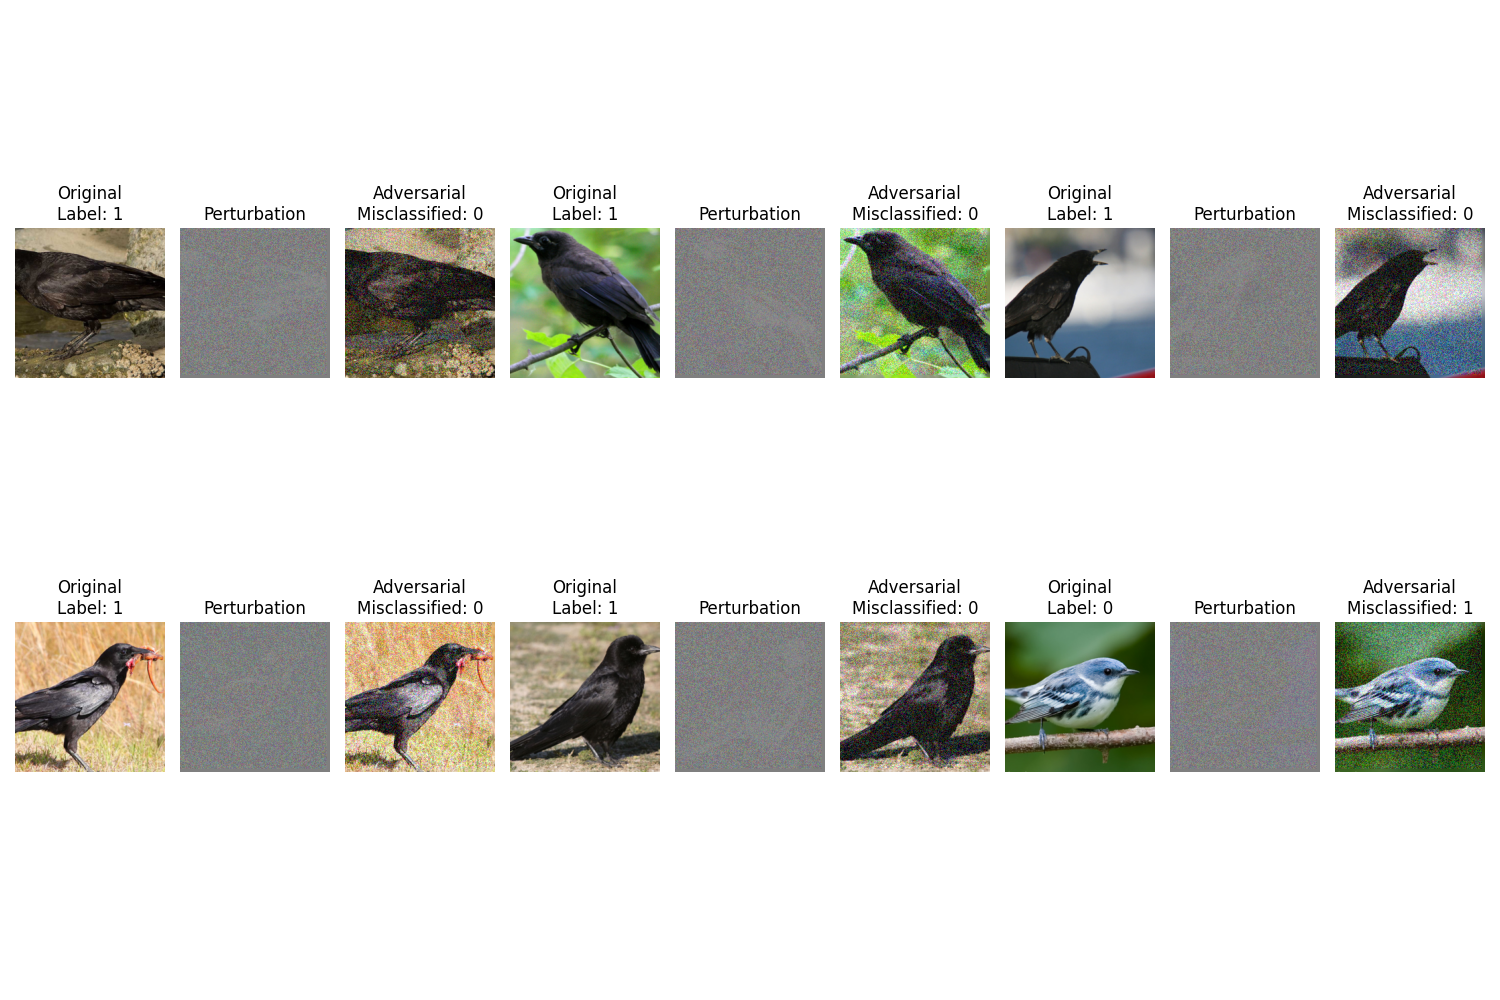 Original
Label: 1
Perturbation
Adversarial
Misclassified: 0
Original
Label: 1
Perturbation
Adversarial
Misclassified: 0
Original
Label: 1
Perturbation
Adversarial
Misclassified: 0
Original
Label: 1
Perturbation
Adversarial
Misclassified: 0
Original
Label: 1
Perturbation
Adversarial
Misclassified: 0
Original
Label: 0
Perturbation
Adversarial
Misclassified: 1